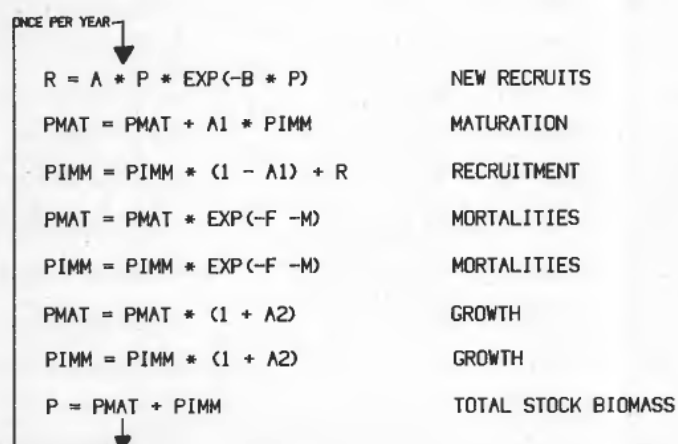 ONCE PER YEAR
R = A * P * EXP(-B * P) NEW RECRUITS
PMAT = PMAT + A1 * PIMM MATURATION
PIMM = PIMM * (1 - A1) + R RECRUITMENT
PMAT = PMAT * EXP(-F -M) MORTALITIES
PIMM = PIMM * EXP(-F -M) MORTALITIES
PMAT = PMAT * (1 + A2) GROWTH
PIMM = PIMM * (1 + A2) GROWTH
P = PMAT + PIMM TOTAL STOCK BIOMASS